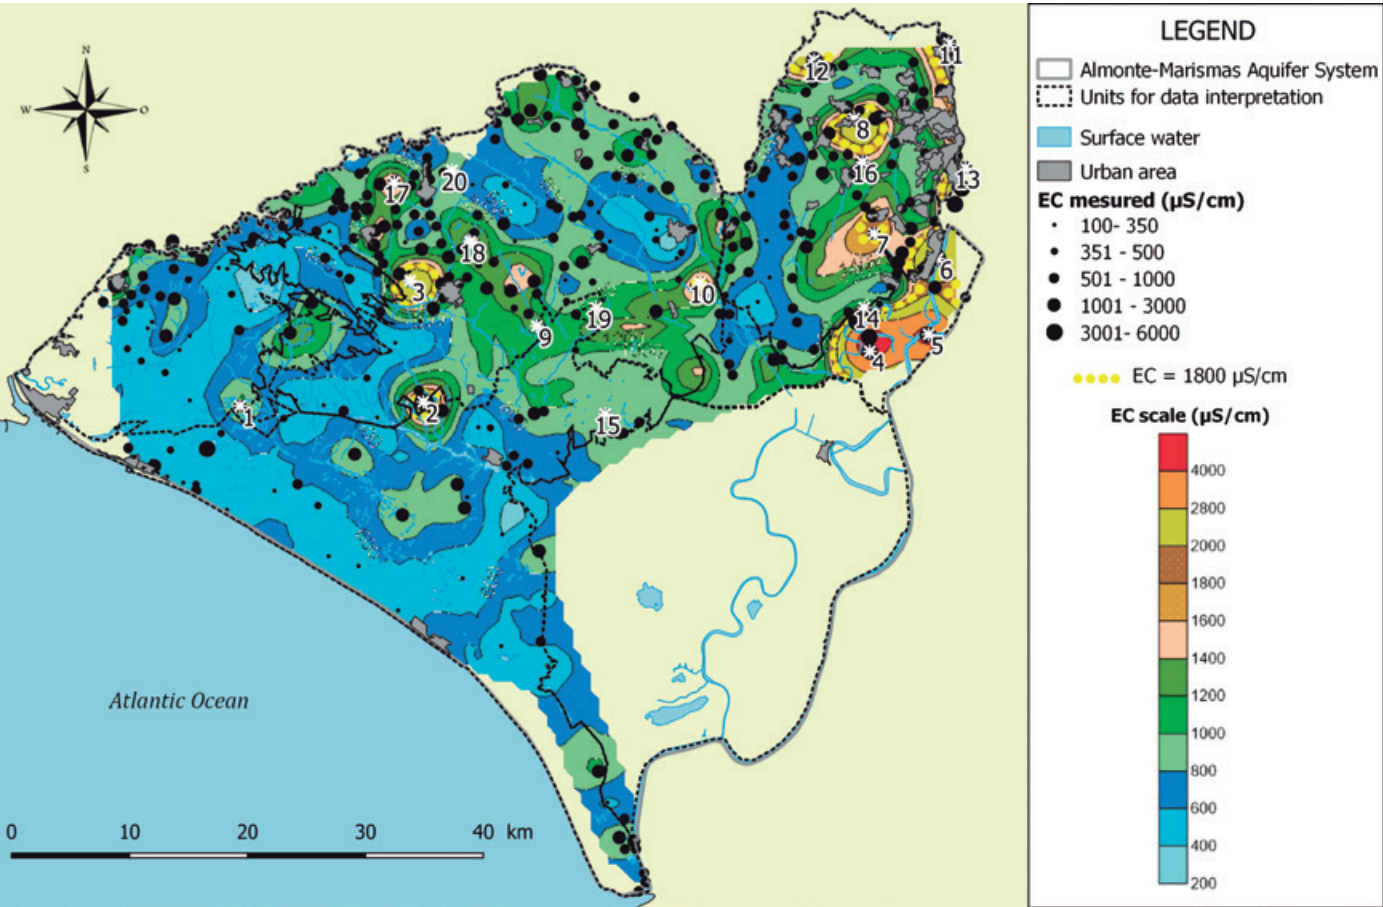 N
W
O
S
11
12
8
16
13
20
17
18
7
6
3
10
19
14
9
5
4
2
1
15
Atlantic Ocean
0 10 20 30 40 km
LEGEND
Almonte-Marismas Aquifer System
Units for data interpretation
Surface water
Urban area
EC mesured (µS/cm)
100- 350
351 - 500
501 - 1000
1001 - 3000
3001- 6000
EC = 1800 µS/cm
EC scale (µS/cm)
4000
2800
2000
1800
1600
1400
1200
1000
800
600
400
200